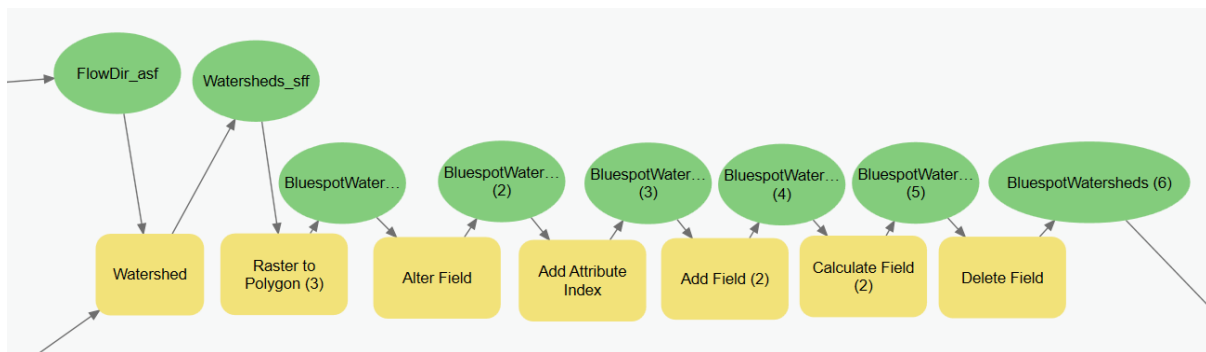 FlowDir_asf
Watersheds_sff
BluespotWater…
BluespotWater…
(2)
BluespotWater…
(3)
BluespotWater…
(4)
BluespotWater…
(5)
BluespotWatersheds (6)
Watershed
Raster to
Polygon (3)
Alter Field
Add Attribute
Index
Add Field (2)
Calculate Field
(2)
Delete Field